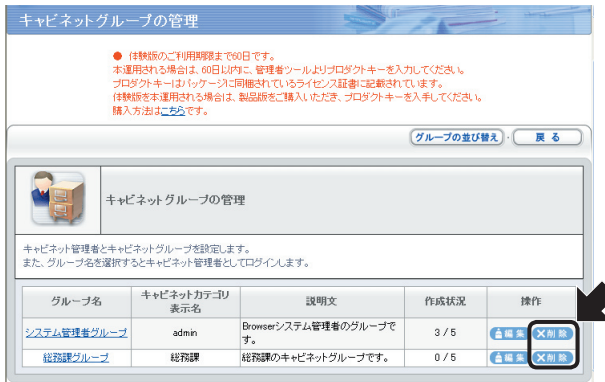 キャビネットグループの管理
● 体験版のご利用期限まで60日です。
本運用される場合は、60日以内に、管理者ツールよりプロダクトキーを入力してください。
プロダクトキーはパッケージに同梱されているライセンス証書に記載されています。
体験版を本運用される場合は、製品版をご購入いただき、プロダクトキーを入手してください。
購入方法はこちらです。
グループの並び替え 戻る
キャビネットグループの管理
キャビネット管理者とキャビネットグループを設定します。
また、グループ名を選択するとキャビネット管理者としてログインします。
グループ名 キャビネットカテゴリ表示名 説明文 作成状況 操作
システム管理者グループ admin Browserシステム管理者のグループです。 3 / 5 編集 削除
総務課グループ 総務課 総務課のキャビネットグループです。 0 / 5 編集 削除